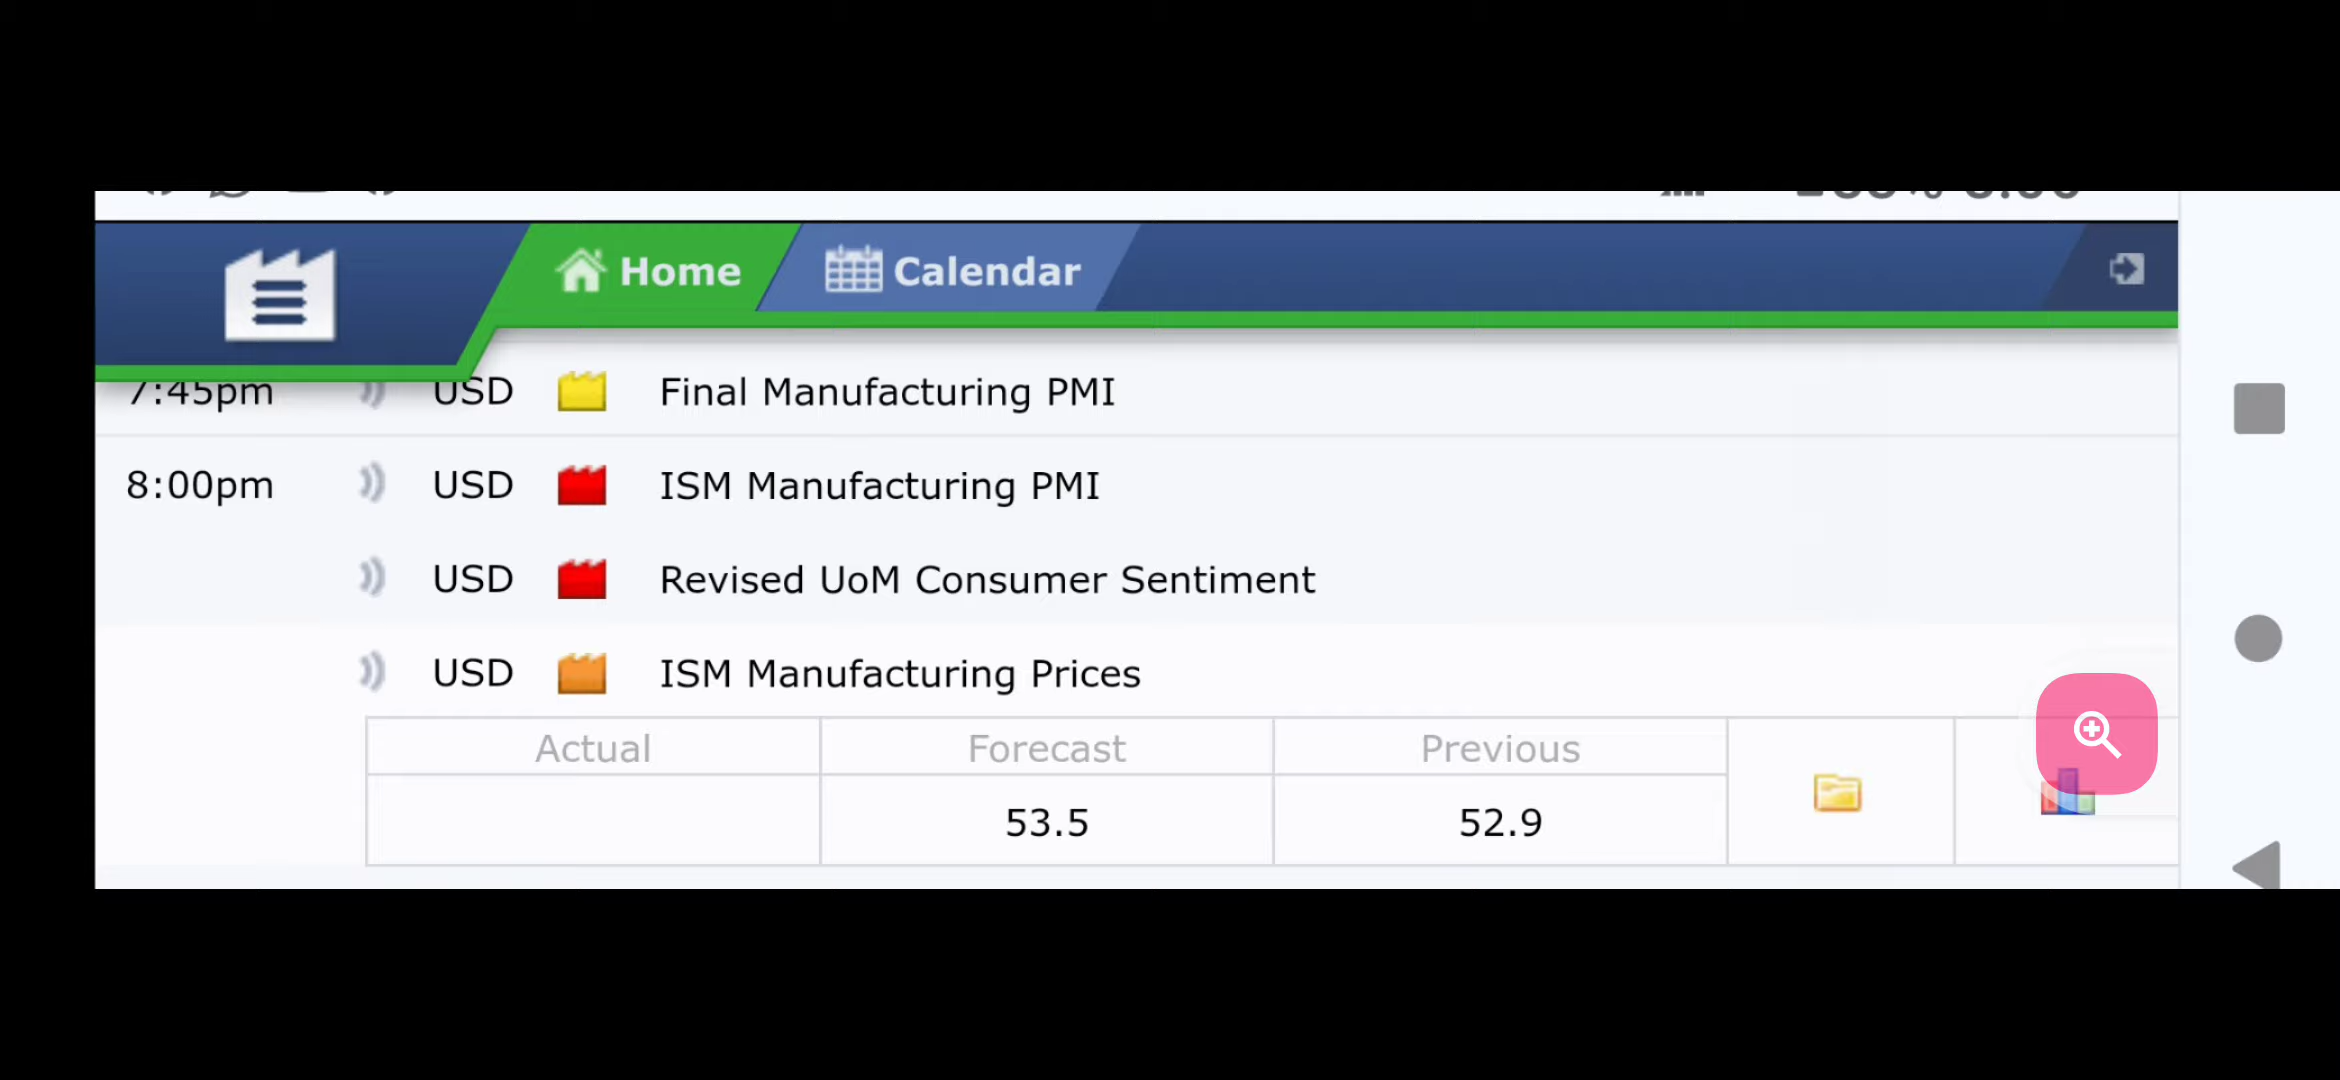 Home Calendar
7:45pm USD Final Manufacturing PMI
8:00pm USD ISM Manufacturing PMI
USD Revised UoM Consumer Sentiment
USD ISM Manufacturing Prices
Actual Forecast Previous
53.5 52.9